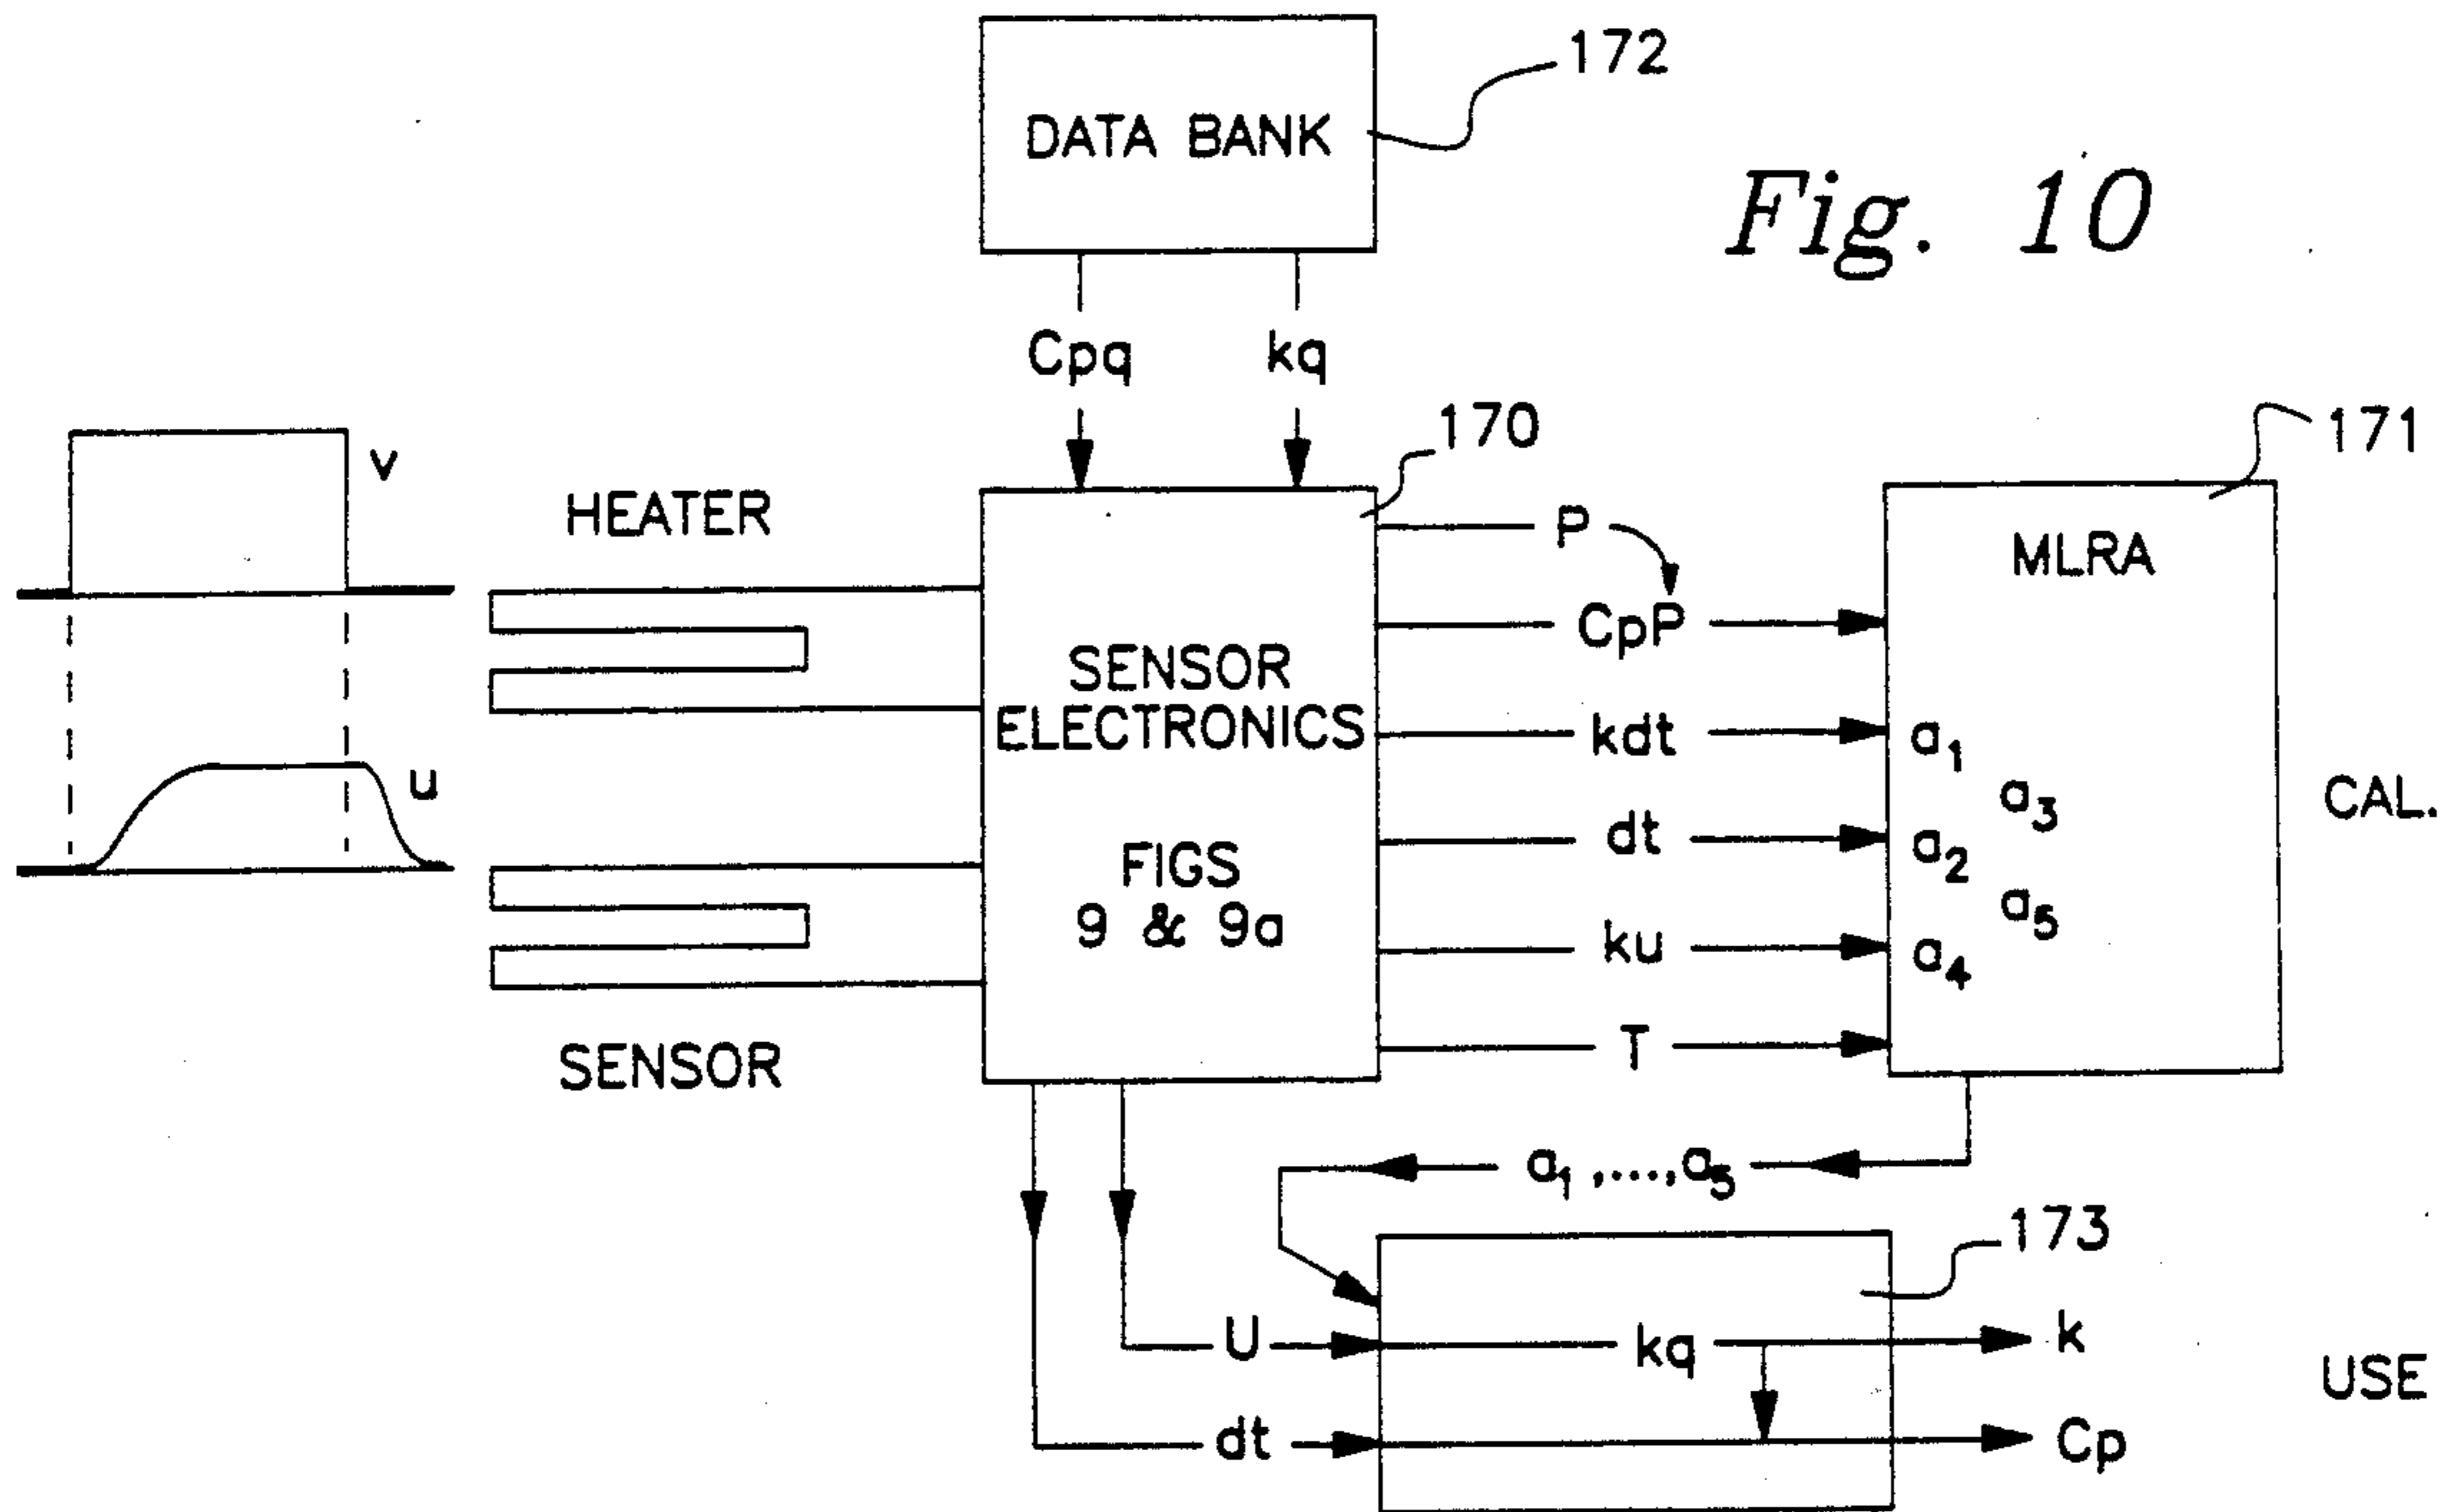 172
DATA BANK
Fig. 10
Cpq kq
170
171
v
HEATER
P
MLRA
CpP
SENSOR
ELECTRONICS
kdt
a1
a3
CAL.
u
dt
a2
FIGS
9 & 9a
a5
ku
a4
T
SENSOR
a1,...,a5
173
U
kq
k
USE
dt
Cp